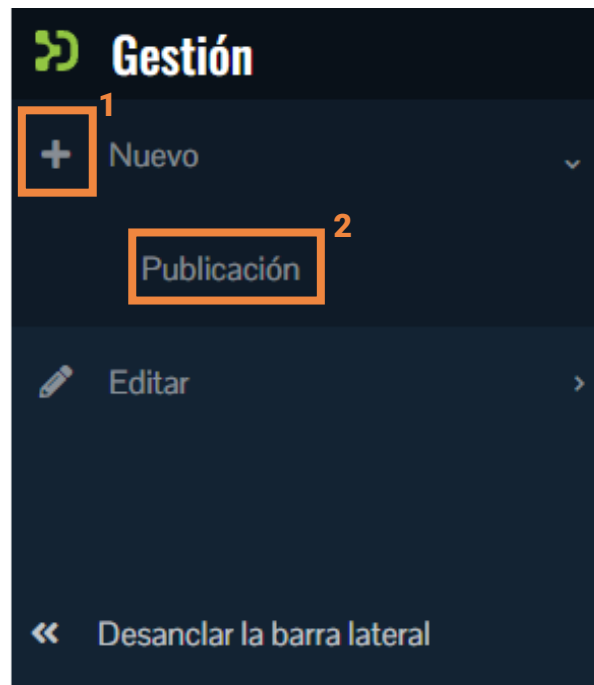 Gestión
1
Nuevo
2
Publicación
Editar
Desanclar la barra lateral